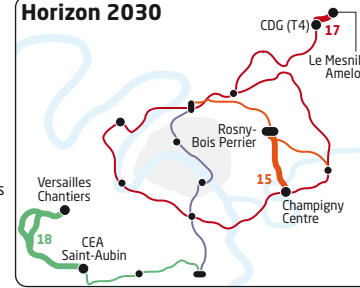 Horizon 2030
CDG (T4)
17
Le Mesnil
Amelo
Rosny-
Bois Perrier
15
Champigny
Centre
Versailles
Chantiers
18
CEA
Saint-Aubin
s